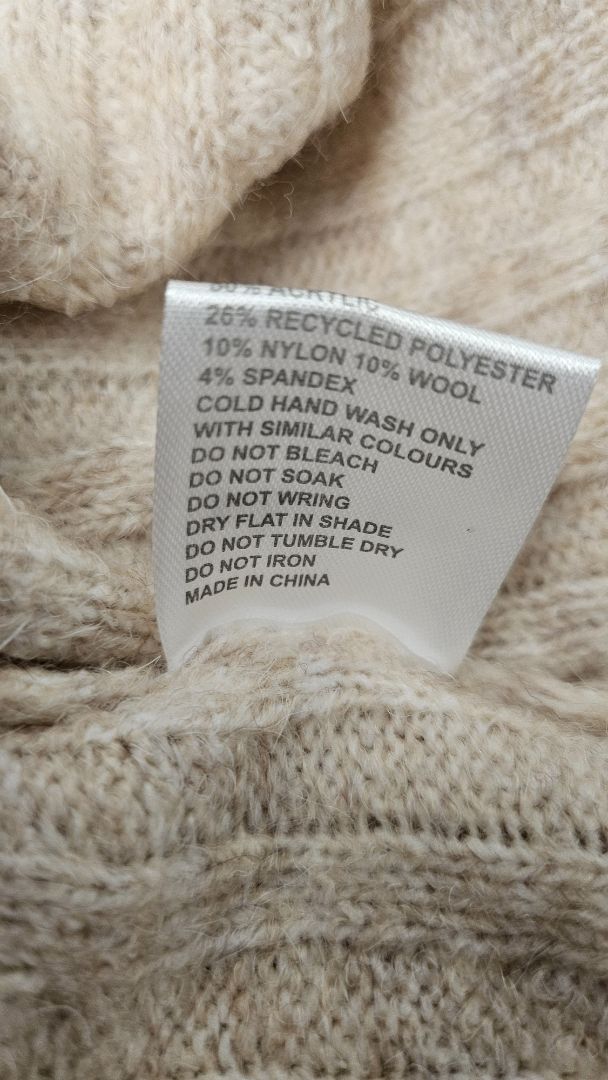 50% ACRYLIC
26% RECYCLED POLYESTER
10% NYLON 10% WOOL
4% SPANDEX
COLD HAND WASH ONLY
WITH SIMILAR COLOURS
DO NOT BLEACH
DO NOT SOAK
DO NOT WRING
DRY FLAT IN SHADE
DO NOT TUMBLE DRY
DO NOT IRON
MADE IN CHINA